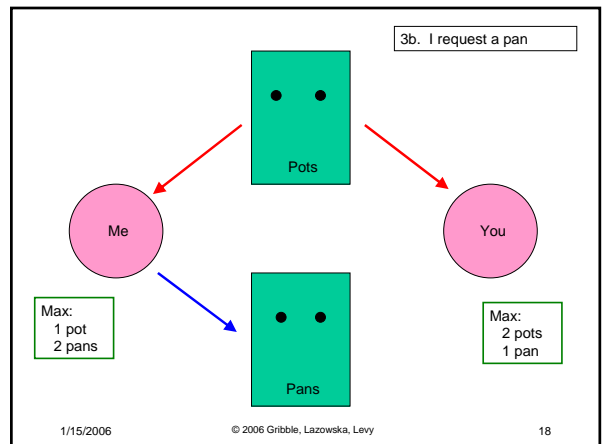 3b. I request a pan
Pots
Me
You
Max:
1 pot
2 pans
Max:
2 pots
1 pan
Pans
1/15/2006
© 2006 Gribble, Lazowska, Levy
18